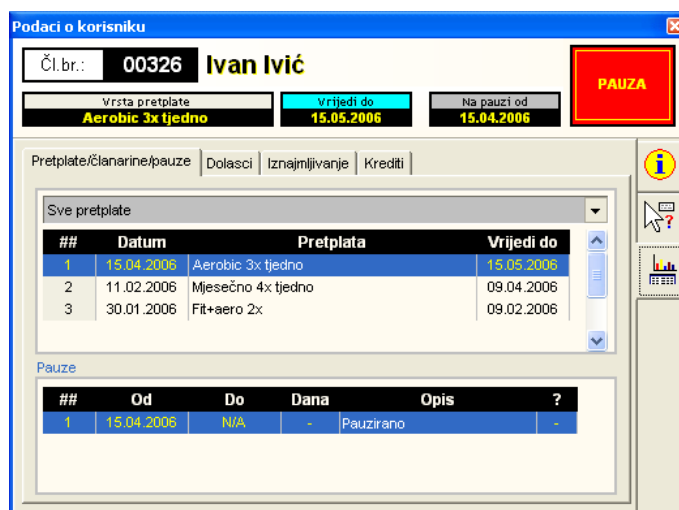 Podaci o korisniku
Čl.br.: 00326 Ivan Ivić
PAUZA
Vrsta pretplate Vrijedi do Na pauzi od
Aerobic 3x tjedno 15.05.2006 15.04.2006
Pretplate/članarine/pauze Dolasci Iznajmljivanje Krediti
Sve pretplate
## Datum Pretplata Vrijedi do
1 15.04.2006 Aerobic 3x tjedno 15.05.2006
2 11.02.2006 Mjesečno 4x tjedno 09.04.2006
3 30.01.2006 Fit+aero 2x 09.02.2006
Pauze
## Od Do Dana Opis ?
1 15.04.2006 N/A - Pauzirano -